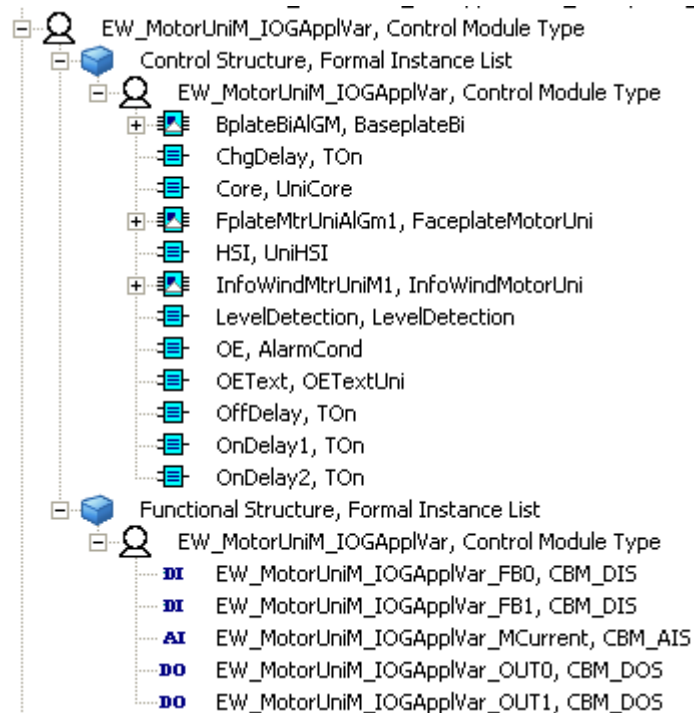 EW_MotorUniM_IOGApplVar, Control Module Type
Control Structure, Formal Instance List
EW_MotorUniM_IOGApplVar, Control Module Type
BplateBiAlGM, BaseplateBi
ChgDelay, TOn
Core, UniCore
FplateMtrUniAlGm1, FaceplateMotorUni
HSI, UniHSI
InfoWindMtrUniM1, InfoWindMotorUni
LevelDetection, LevelDetection
OE, AlarmCond
OEText, OETextUni
OffDelay, TOn
OnDelay1, TOn
OnDelay2, TOn
Functional Structure, Formal Instance List
EW_MotorUniM_IOGApplVar, Control Module Type
DI EW_MotorUniM_IOGApplVar_FB0, CBM_DIS
DI EW_MotorUniM_IOGApplVar_FB1, CBM_DIS
AI EW_MotorUniM_IOGApplVar_MCurrent, CBM_AIS
DO EW_MotorUniM_IOGApplVar_OUT0, CBM_DOS
DO EW_MotorUniM_IOGApplVar_OUT1, CBM_DOS